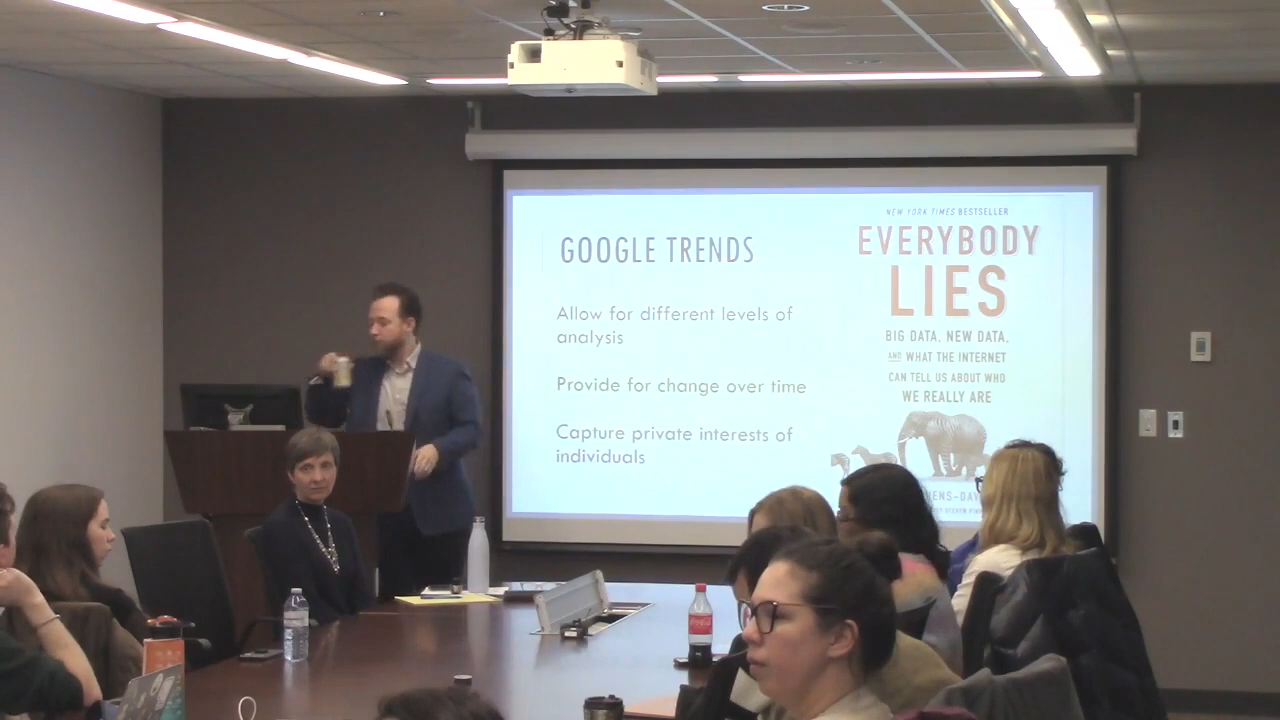 GOOGLE TRENDS
Allow for different levels of
analysis
Provide for change over time
Capture private interests of
individuals
NEW YORK TIMES BESTSELLER
EVERYBODY
LIES
BIG DATA, NEW DATA,
AND WHAT THE INTERNET
CAN TELL US ABOUT WHO
WE REALLY ARE